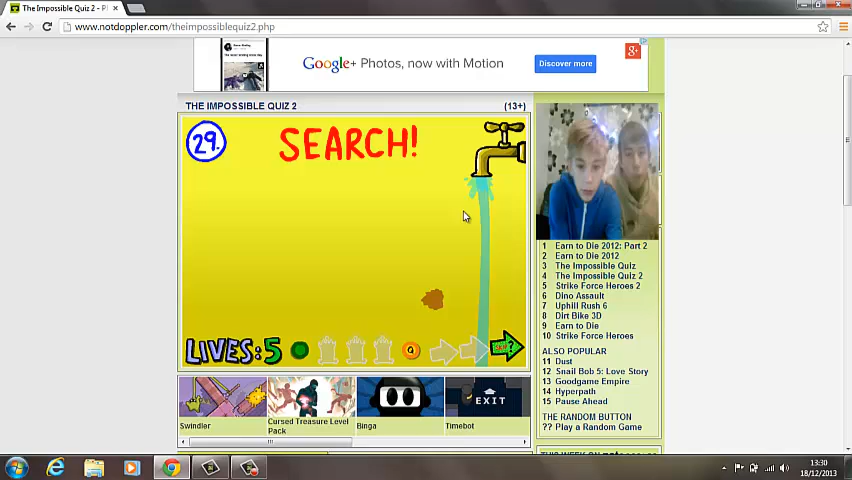 The Impossible Quiz 2 - P
www.notdoppler.com/theimpossiblequiz2.php
Google+ Photos, now with Motion
Discover more
THE IMPOSSIBLE QUIZ 2 (13+)
29. SEARCH!
LIVES:5
Q
1 Earn to Die 2012: Part 2
2 Earn to Die 2012
3 The Impossible Quiz
4 The Impossible Quiz 2
5 Strike Force Heroes 2
6 Dino Assault
7 Uphill Rush 6
8 Dirt Bike 3D
9 Earn to Die
10 Strike Force Heroes
ALSO POPULAR
11 Dust
12 Snail Bob 5: Love Story
13 Goodgame Empire
14 Hyperpath
15 Pause Ahead
THE RANDOM BUTTON
?? Play a Random Game
EXIT
Swindler
Cursed Treasure Level
Pack
Binga
Timebot
13:30
18/12/2013